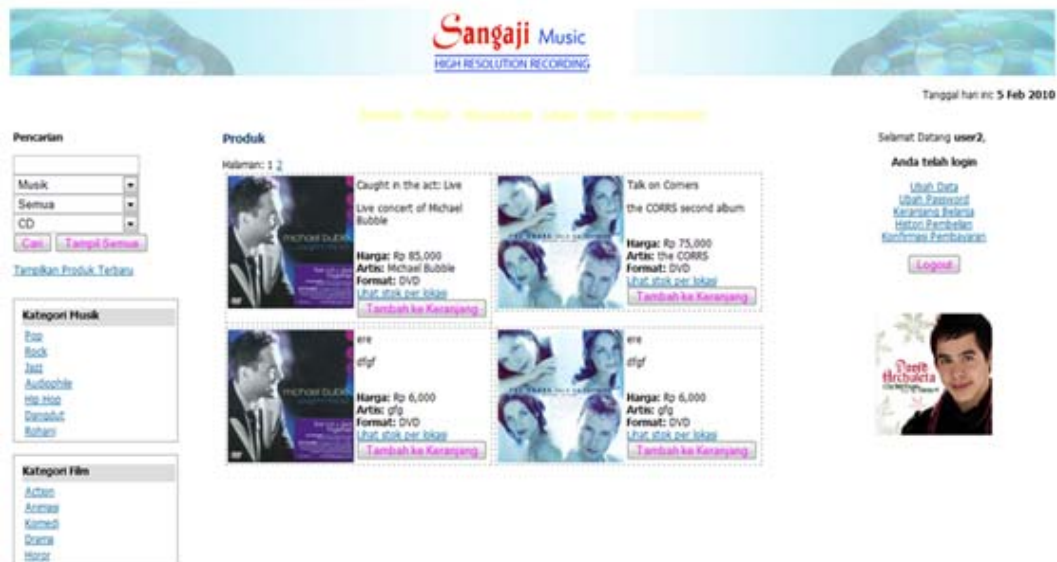 Sangaji Music
HIGH RESOLUTION RECORDING
Tanggal hari ini: 5 Feb 2010
Pencarian
Musik
Semua
CD
Cari Tampil Semua
Tampilkan Produk Terbaru
Kategori Musik
Pop
Rock
Jazz
Audiophile
Hip Hop
Dangdut
Rohani
Kategori Film
Action
Animasi
Komedi
Drama
Horor
Produk
Halaman: 1 2
michael buble
Caught in the act: Live
Live concert of Michael
Bubble
Harga: Rp 85,000
Artis: Michael Bubble
Format: DVD
Lihat stok per lokasi
Tambah ke Keranjang
Talk on Corners
the CORRS second album
Harga: Rp 75,000
Artis: the CORRS
Format: DVD
Lihat stok per lokasi
Tambah ke Keranjang
michael buble
ere
dfgf
Harga: Rp 6,000
Artis: gfg
Format: DVD
Lihat stok per lokasi
Tambah ke Keranjang
ere
dfgf
Harga: Rp 6,000
Artis: gfg
Format: DVD
Lihat stok per lokasi
Tambah ke Keranjang
Selamat Datang user2,
Anda telah login
Ubah Data
Ubah Password
Keranjang Belanja
Histori Pembelian
Konfirmasi Pembayaran
Logout
David
Archuleta